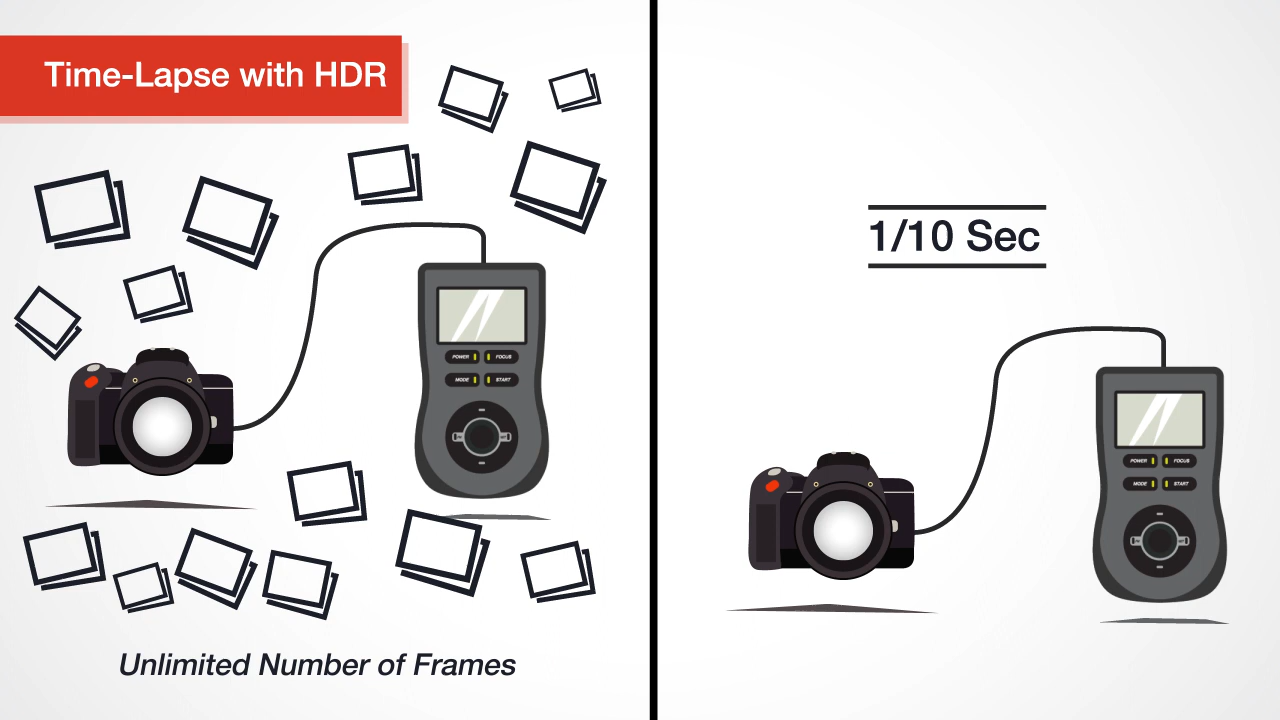 Time-Lapse with HDR
POWER FOCUS
MODE START
Unlimited Number of Frames
1/10 Sec
POWER FOCUS
MODE START